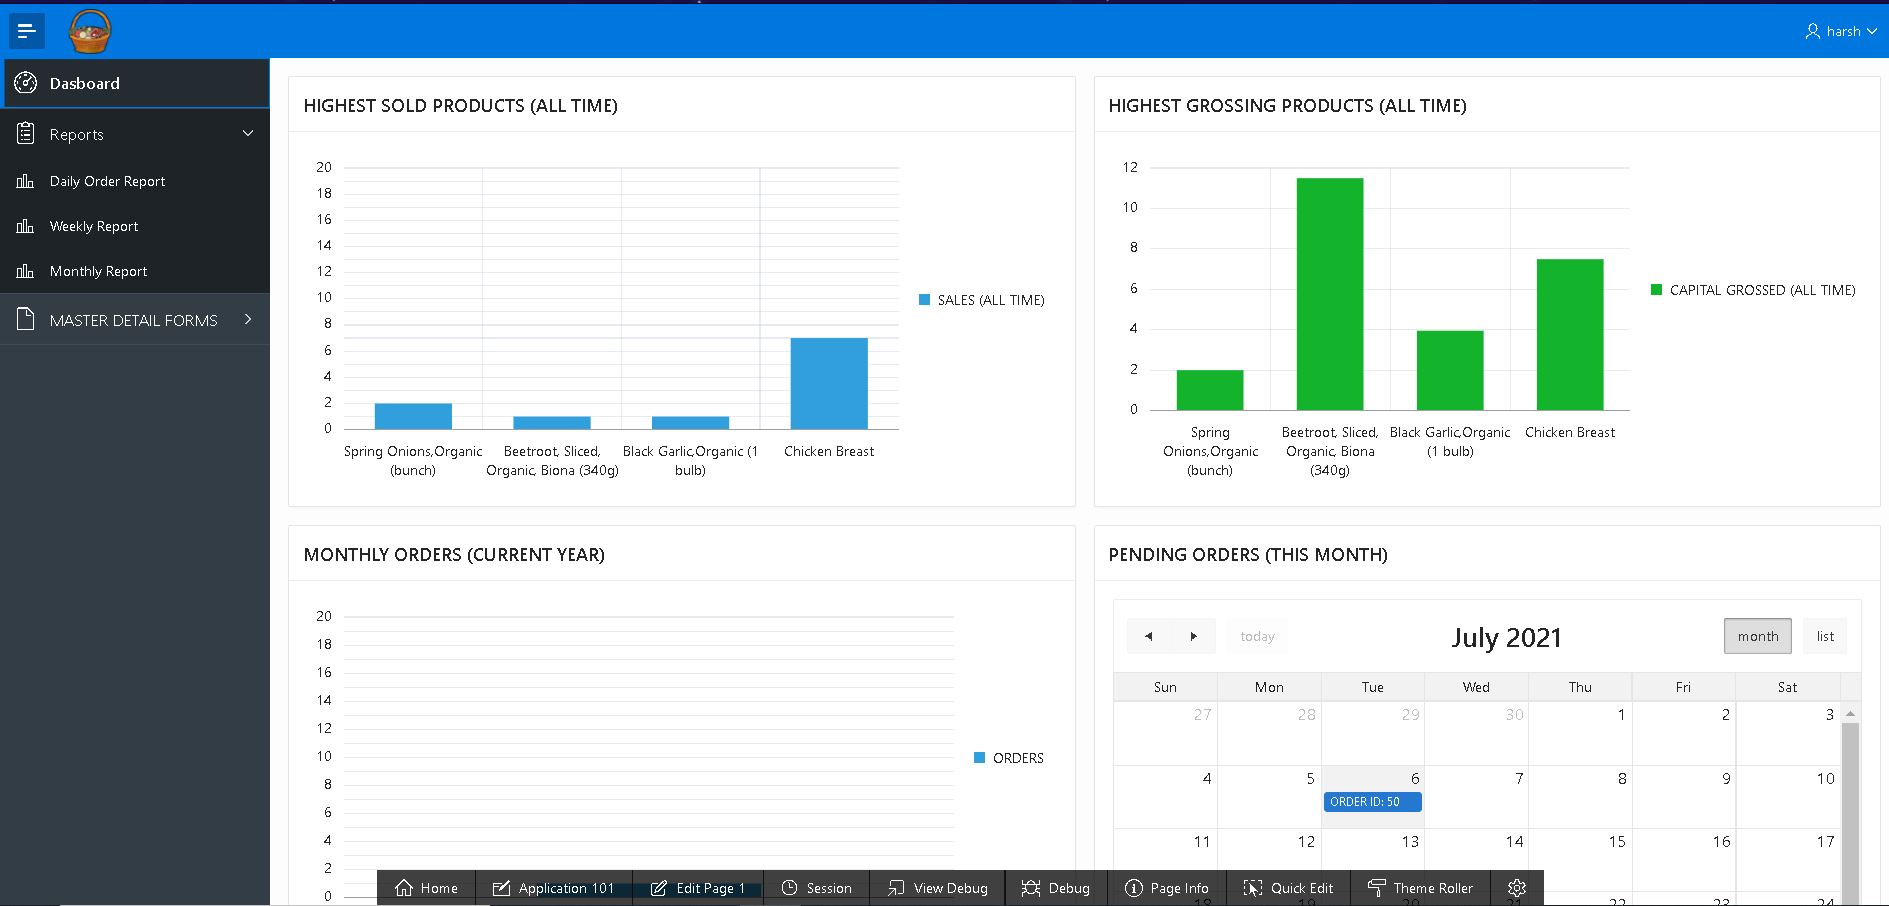 harsh
Dasboard
Reports
Daily Order Report
Weekly Report
Monthly Report
MASTER DETAIL FORMS
HIGHEST SOLD PRODUCTS (ALL TIME)
20
18
16
14
12
10
8
6
4
2
0
Spring Onions,Organic
(bunch)
Beetroot, Sliced,
Organic, Biona (340g)
Black Garlic,Organic (1
bulb)
Chicken Breast
SALES (ALL TIME)
HIGHEST GROSSING PRODUCTS (ALL TIME)
12
10
8
6
4
2
0
Spring
Onions,Organic
(bunch)
Beetroot, Sliced,
Organic, Biona
(340g)
Black Garlic,Organic
(1 bulb)
Chicken Breast
CAPITAL GROSSED (ALL TIME)
MONTHLY ORDERS (CURRENT YEAR)
20
18
16
14
12
10
8
6
4
2
0
ORDERS
PENDING ORDERS (THIS MONTH)
today
July 2021
month
list
Sun Mon Tue Wed Thu Fri Sat
27 28 29 30 1 2 3
4 5 6 7 8 9 10
ORDER ID: 50
11 12 13 14 15 16 17
18 19 20 21 22 23 24
Home Application 101 Edit Page 1 Session View Debug Debug Page Info Quick Edit Theme Roller